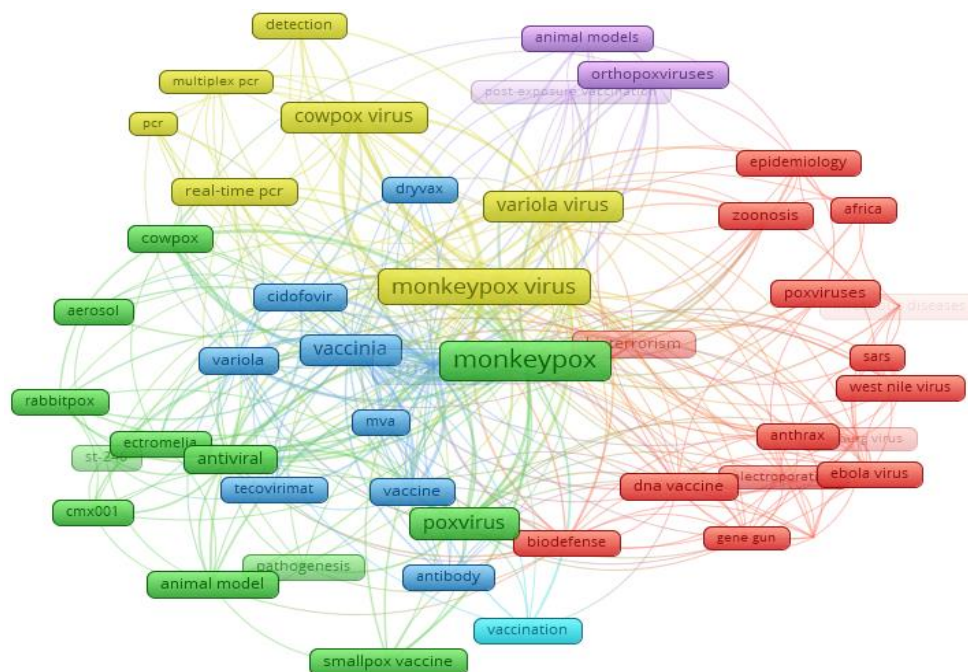 detection
animal models
orthopoxviruses
multiplex pcr
post-exposure vaccination
cowpox virus
pcr
epidemiology
real-time pcr
dryvax
variola virus
zoonosis
africa
cowpox
monkeypox virus
cidofovir
poxviruses
diseases
aerosol
vaccinia
variola
monkeypox
terrorism
sars
west nile virus
rabbitpox
mva
ectromelia
anthrax
virus
antiviral
ebola virus
tecovirimat
vaccine
dna vaccine
cmx001
poxvirus
biodefense
gene gun
pathogenesis
animal model
antibody
vaccination
smallpox vaccine